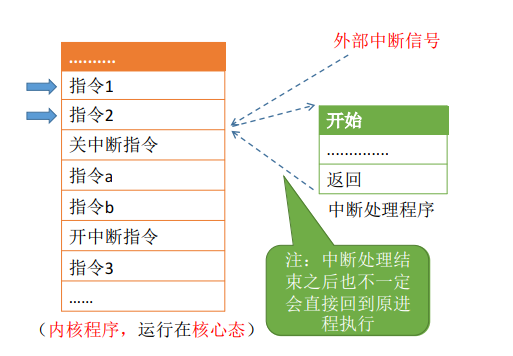 外部中断信号
..........
指令1
指令2
关中断指令
指令a
指令b
开中断指令
指令3
......
（内核程序，运行在核心态）
开始
..............
返回
中断处理程序
注：中断处理结
束之后也不一定
会直接回到原进
程执行